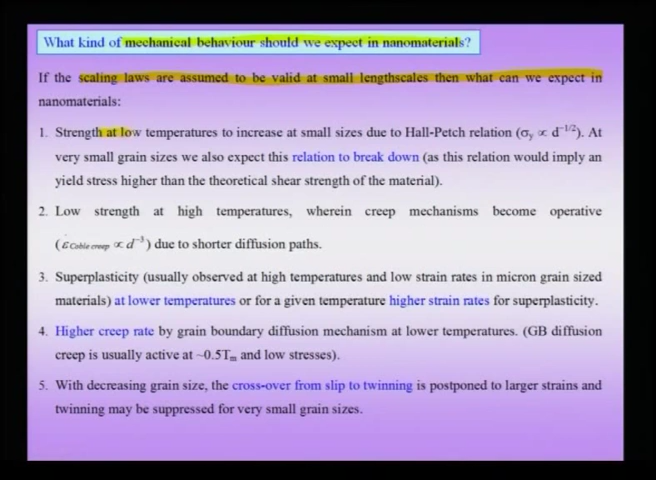 What kind of mechanical behaviour should we expect in nanomaterials?
If the scaling laws are assumed to be valid at small lengthscales then what can we expect in
nanomaterials:
1. Strength at low temperatures to increase at small sizes due to Hall-Petch relation (σy ∝ d^-1/2). At
very small grain sizes we also expect this relation to break down (as this relation would imply an
yield stress higher than the theoretical shear strength of the material).
2. Low strength at high temperatures, wherein creep mechanisms become operative
(ε̇Coble creep ∝ d^-3) due to shorter diffusion paths.
3. Superplasticity (usually observed at high temperatures and low strain rates in micron grain sized
materials) at lower temperatures or for a given temperature higher strain rates for superplasticity.
4. Higher creep rate by grain boundary diffusion mechanism at lower temperatures. (GB diffusion
creep is usually active at ~0.5Tm and low stresses).
5. With decreasing grain size, the cross-over from slip to twinning is postponed to larger strains and
twinning may be suppressed for very small grain sizes.